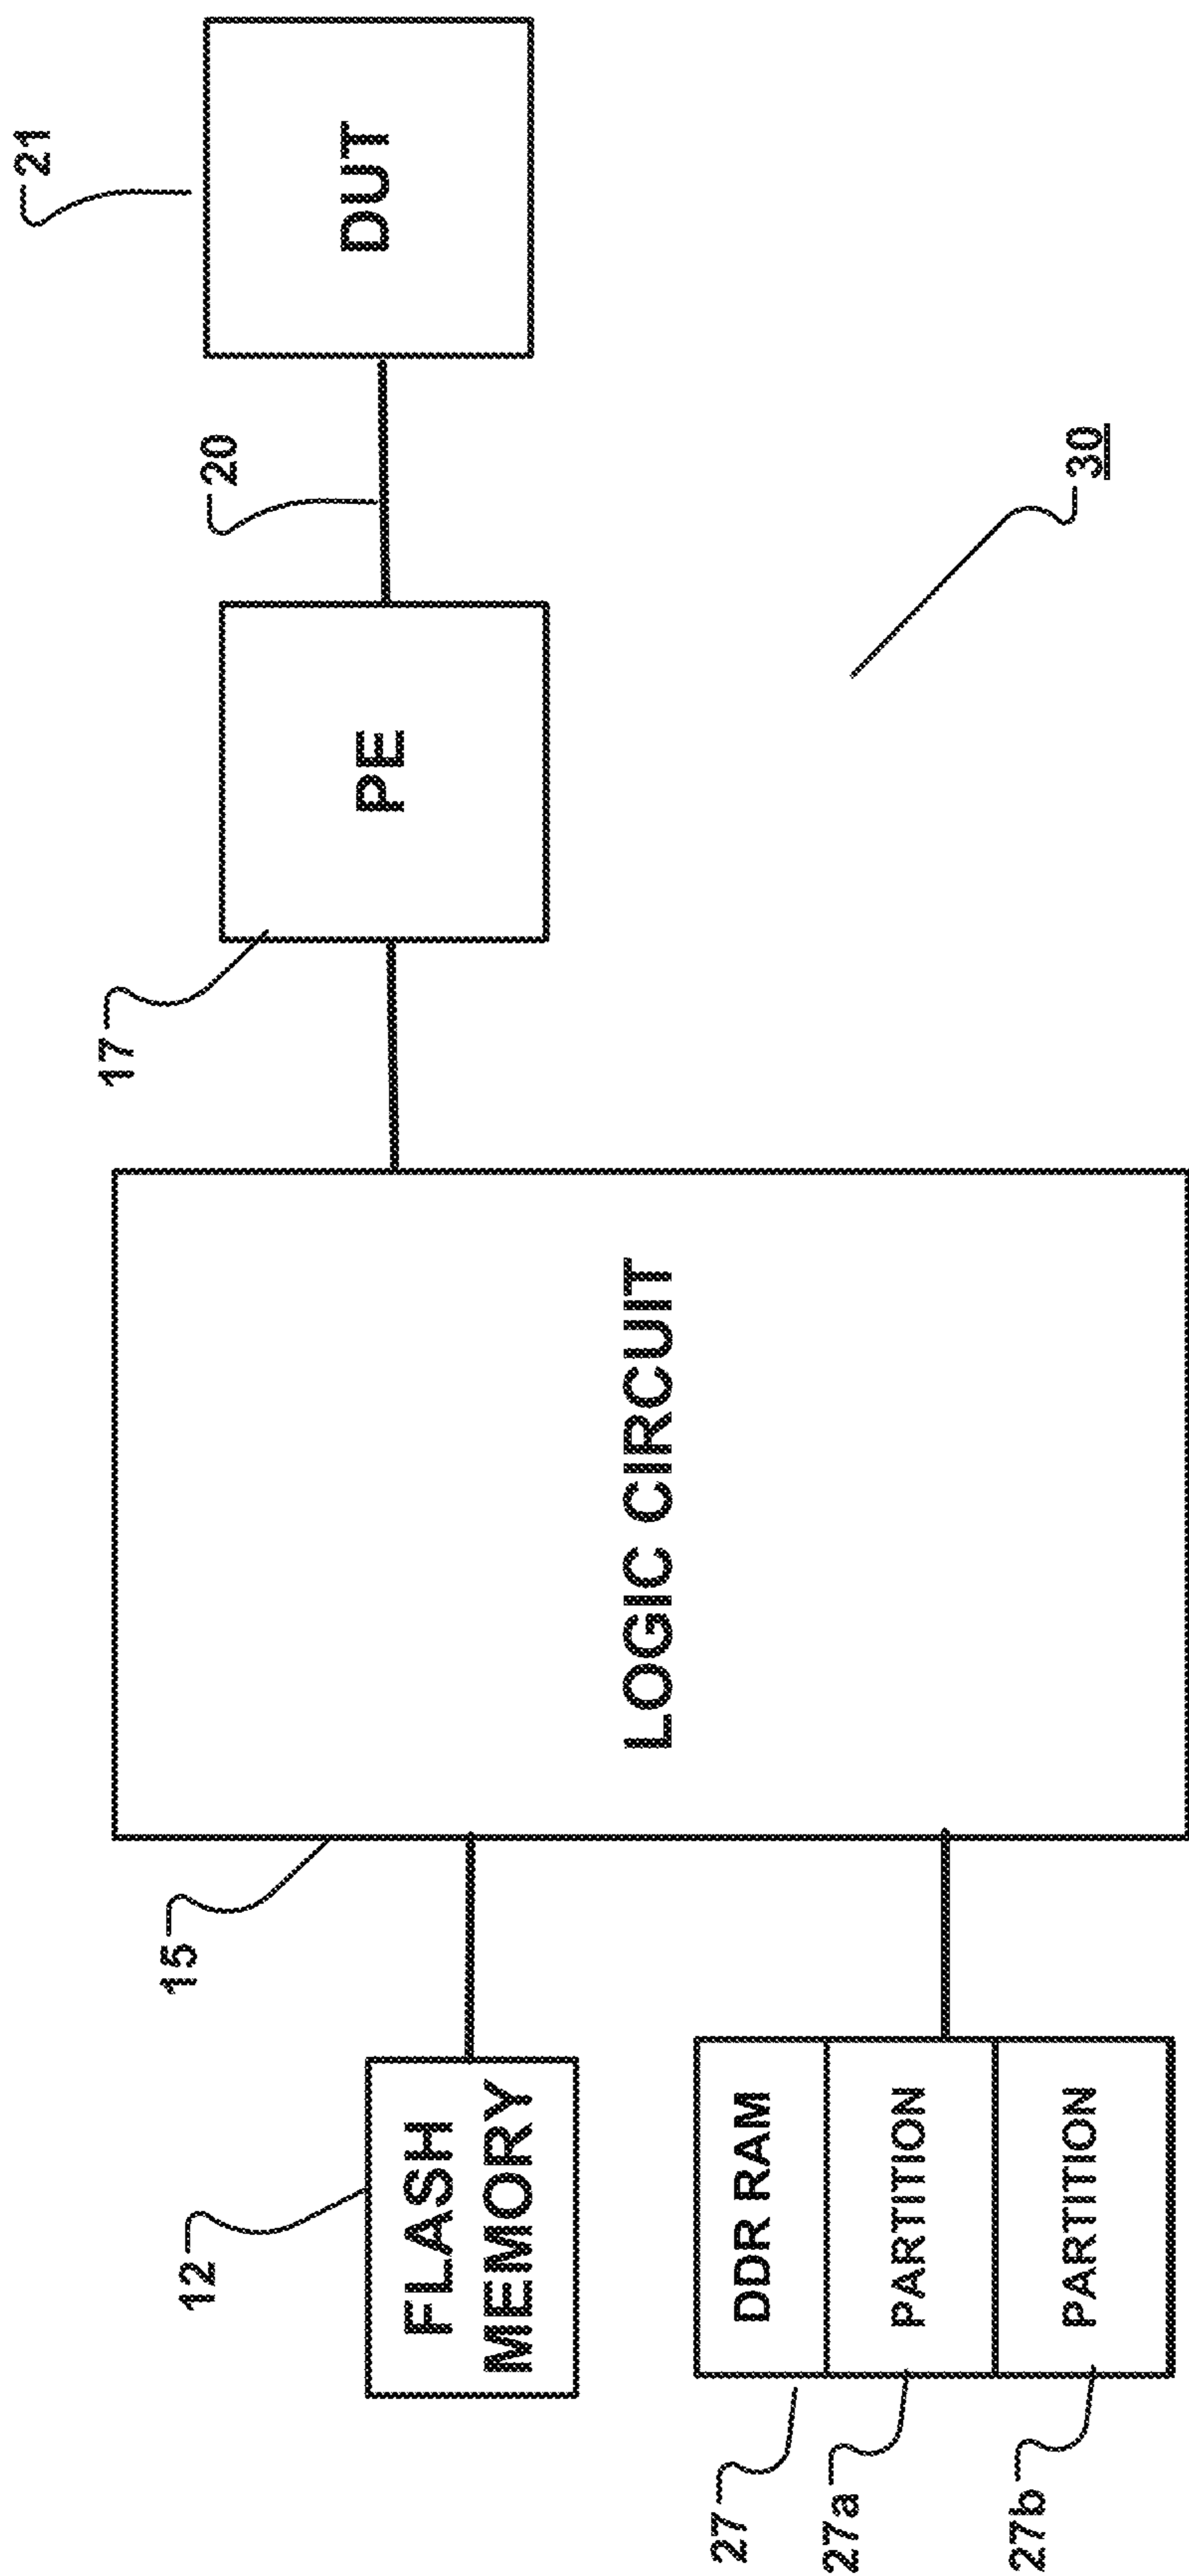 12
FLASH
MEMORY
27
DDR RAM
27a
PARTITION
27b
PARTITION
15
LOGIC CIRCUIT
17
PE
20
21
DUT
30